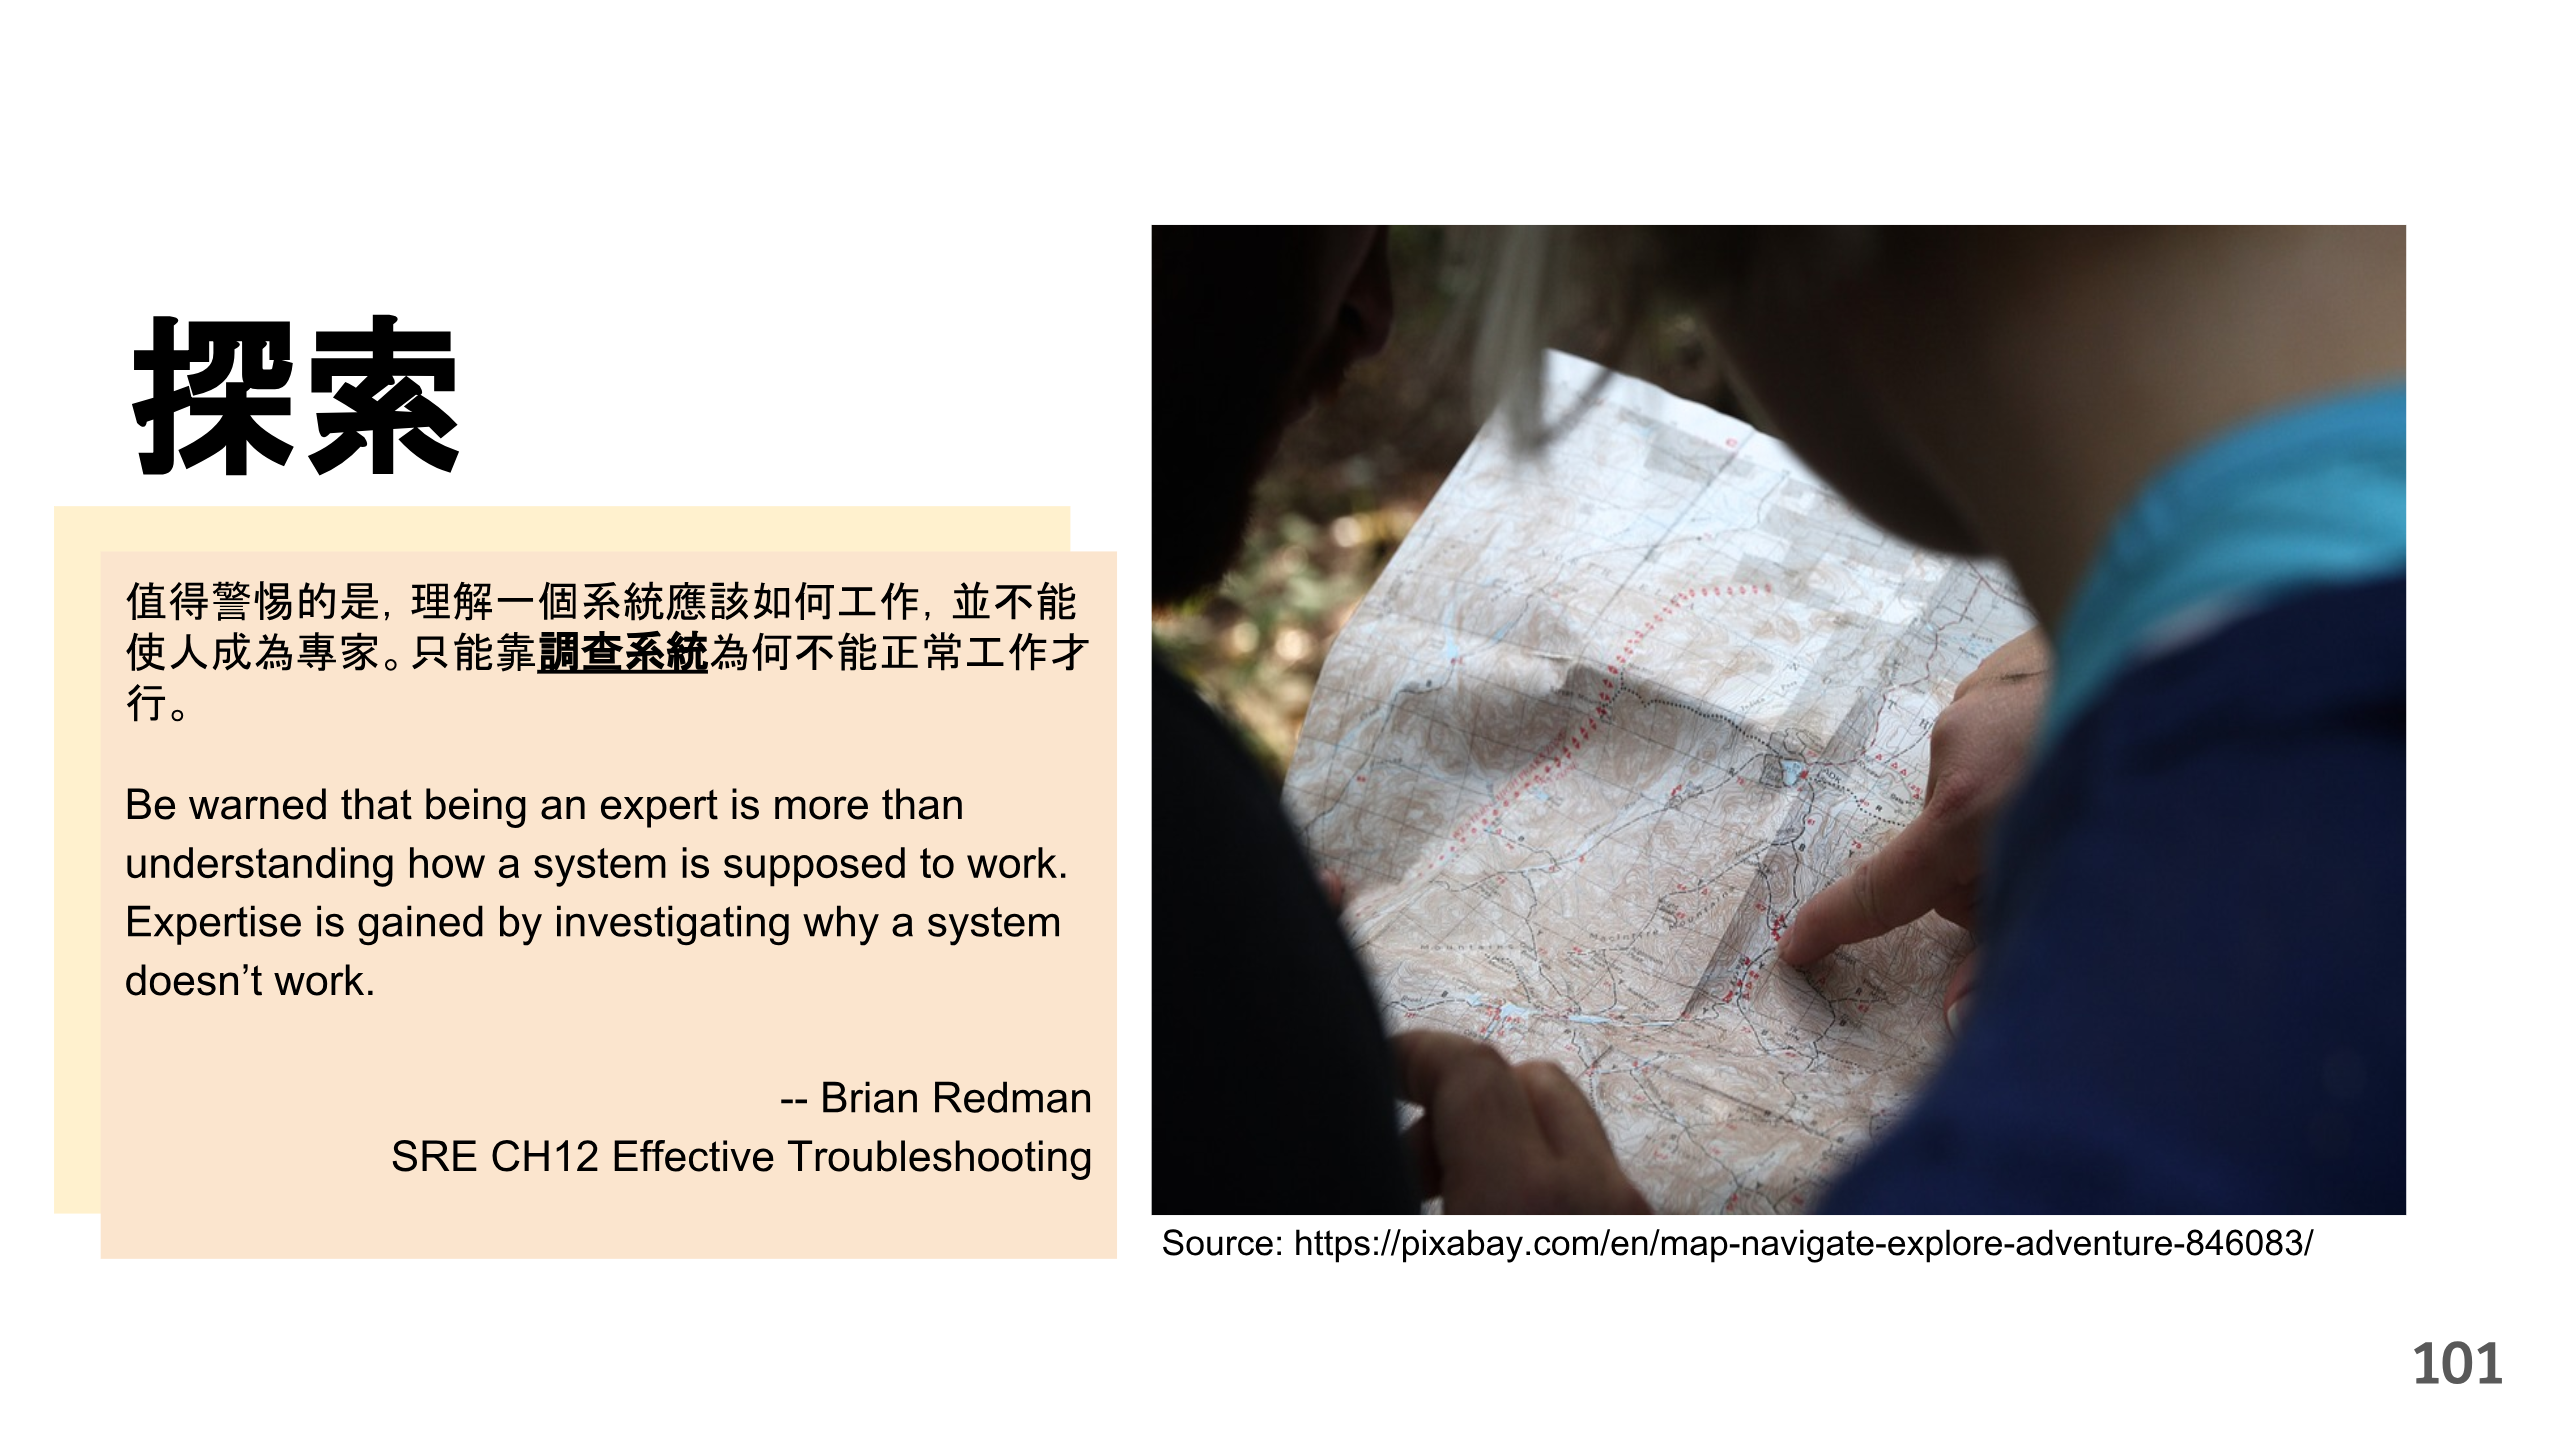 探索
值得警惕的是，理解一個系統應該如何工作，並不能
使人成為專家。只能靠調查系統為何不能正常工作才
行。
Be warned that being an expert is more than
understanding how a system is supposed to work.
Expertise is gained by investigating why a system
doesn’t work.
-- Brian Redman
SRE CH12 Effective Troubleshooting
Source: https://pixabay.com/en/map-navigate-explore-adventure-846083/
101